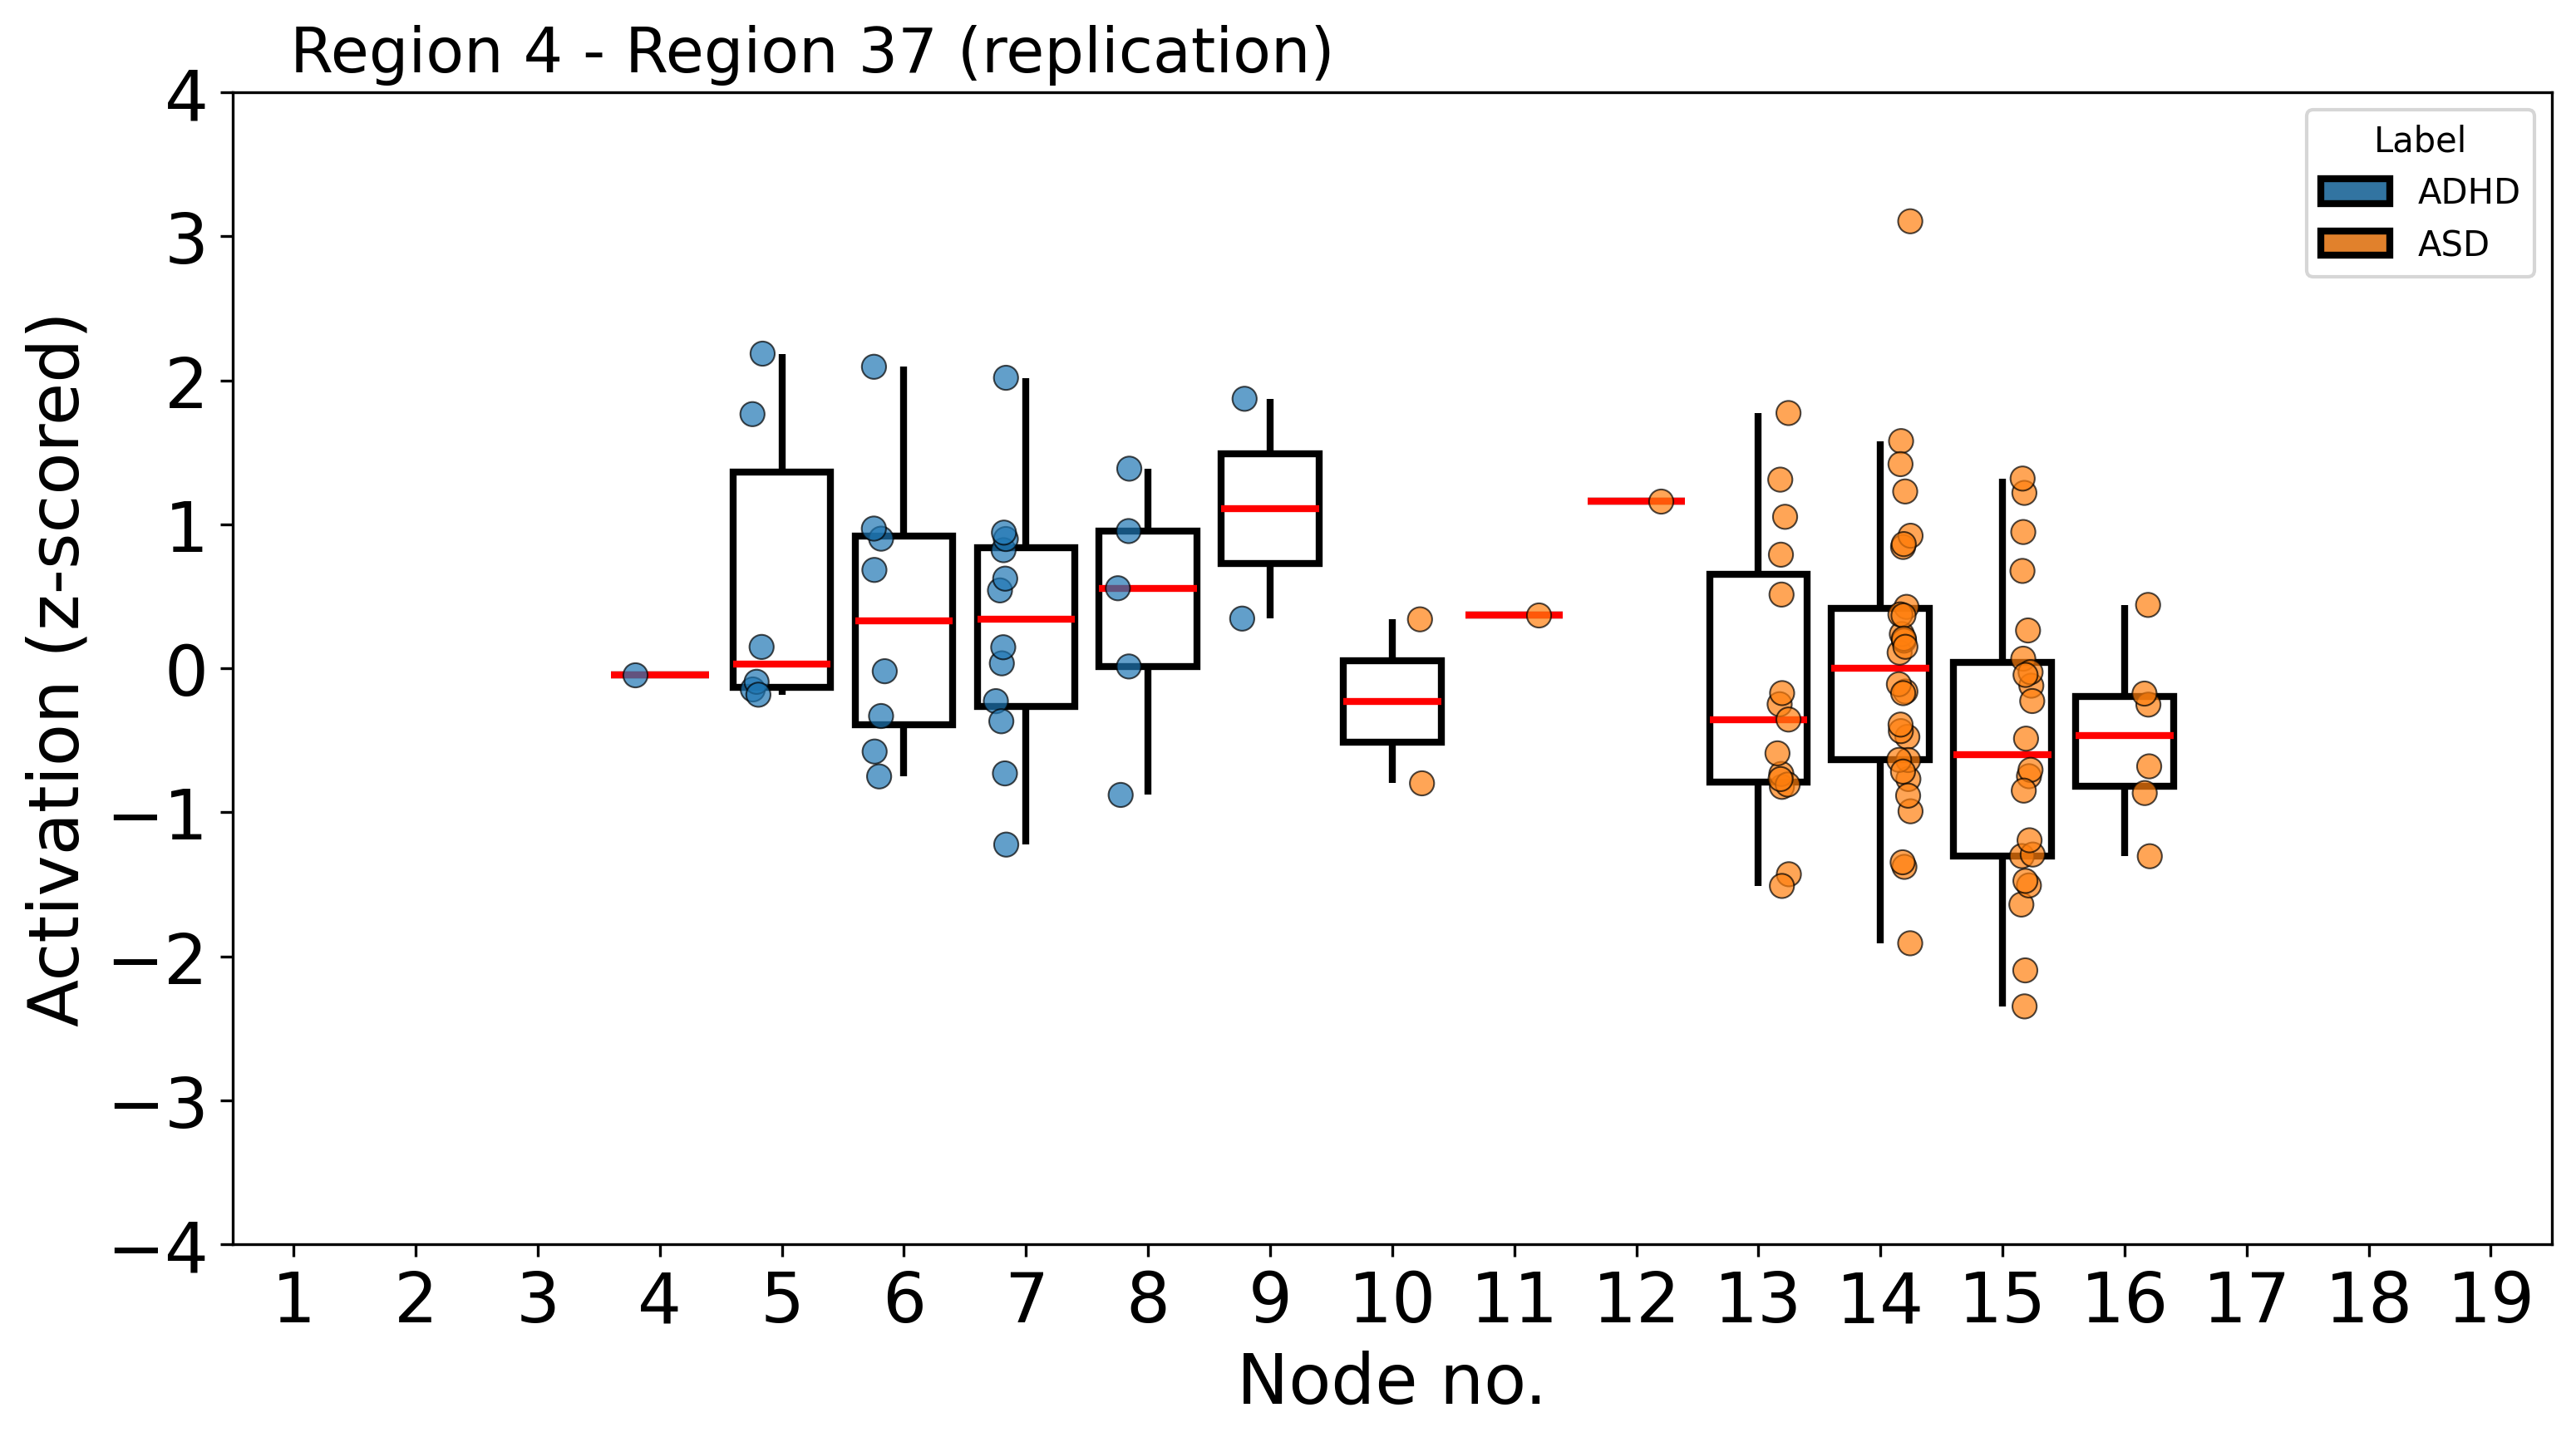 Region 4 - Region 37 (replication)
4
3
2
1
0
−1
−2
−3
−4
Activation (z-scored)
Label
ADHD
ASD
1 2 3 4 5 6 7 8 9 10 11 12 13 14 15 16 17 18 19
Node no.